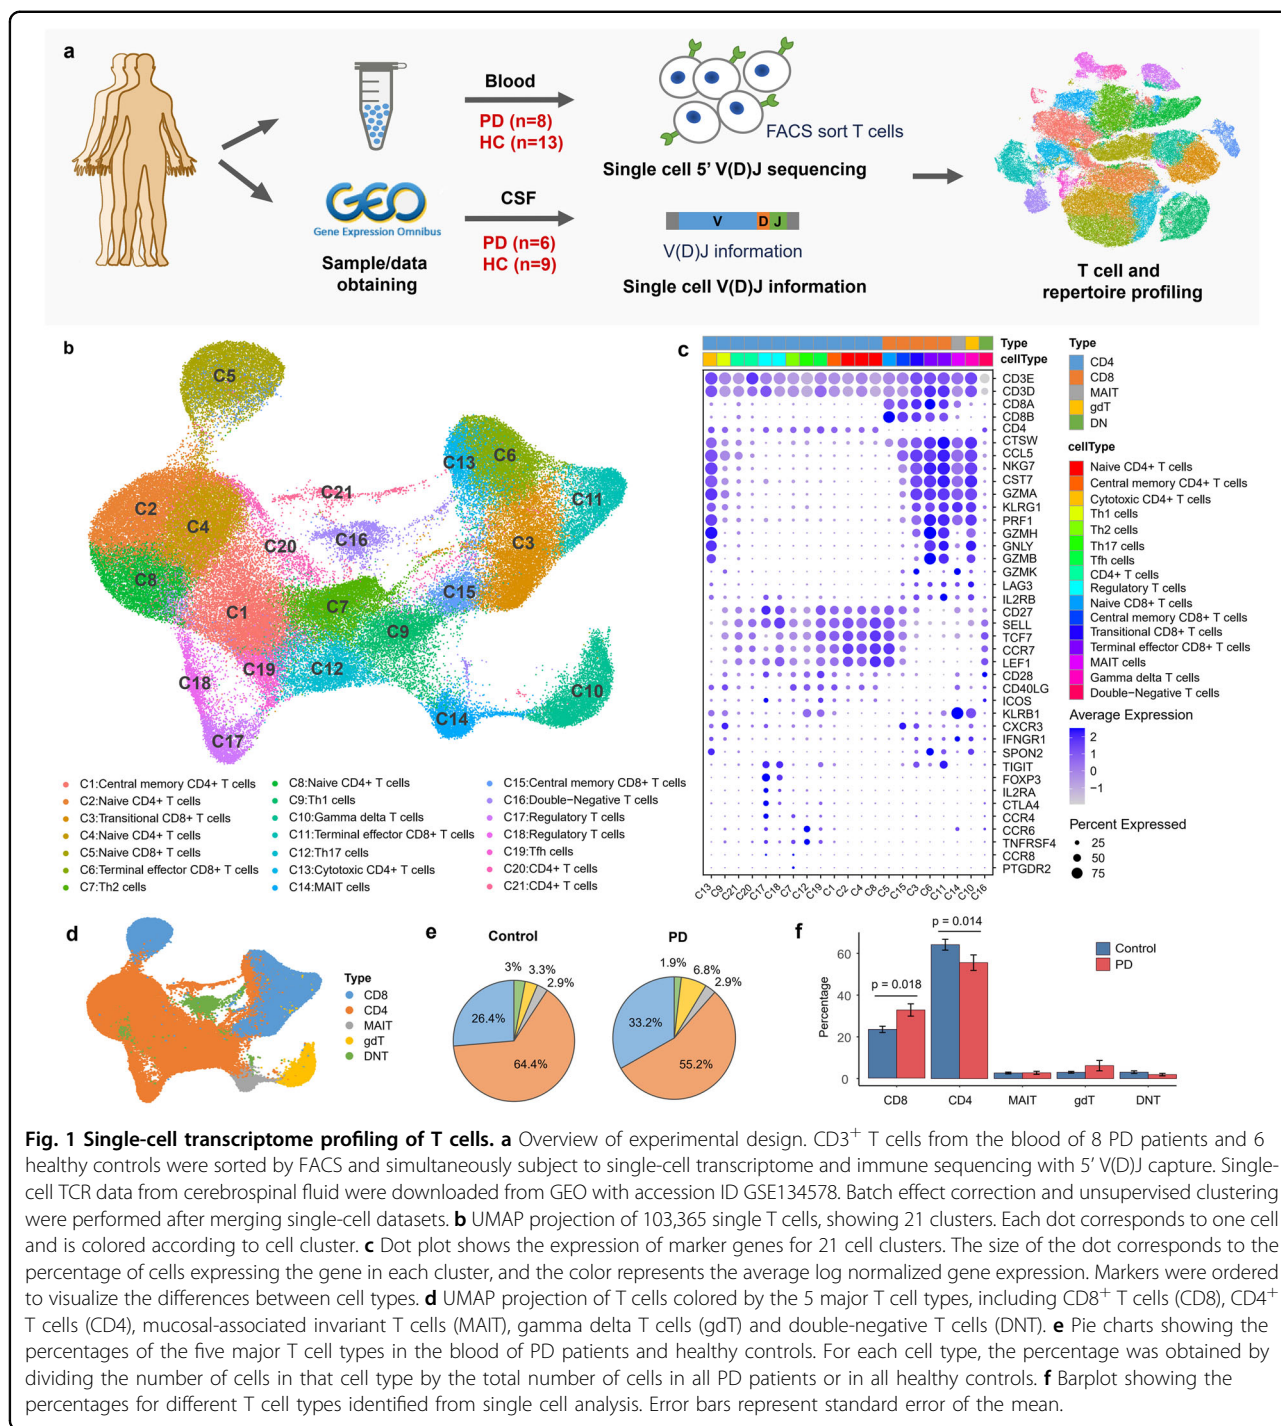 a
Blood
PD (n=8)
HC (n=13)
FACS sort T cells
Single cell 5' V(D)J sequencing
GEO
Gene Expression Omnibus
Sample/data
obtaining
CSF
PD (n=6)
HC (n=9)
V D J
V(D)J information
Single cell V(D)J information
T cell and
repertoire profiling
b
C5
C2
C4
C8
C1
C20
C21
C16
C13
C6
C11
C3
C15
C7
C9
C12
C19
C18
C17
C14
C10
C1:Central memory CD4+ T cells
C2:Naive CD4+ T cells
C3:Transitional CD8+ T cells
C4:Naive CD4+ T cells
C5:Naive CD8+ T cells
C6:Terminal effector CD8+ T cells
C7:Th2 cells
C8:Naive CD4+ T cells
C9:Th1 cells
C10:Gamma delta T cells
C11:Terminal effector CD8+ T cells
C12:Th17 cells
C13:Cytotoxic CD4+ T cells
C14:MAIT cells
C15:Central memory CD8+ T cells
C16:Double−Negative T cells
C17:Regulatory T cells
C18:Regulatory T cells
C19:Tfh cells
C20:CD4+ T cells
C21:CD4+ T cells
c
Type
cellType
CD3E
CD3D
CD8A
CD8B
CD4
CTSW
CCL5
NKG7
CST7
GZMA
KLRG1
PRF1
GZMH
GNLY
GZMB
GZMK
LAG3
IL2RB
CD27
SELL
TCF7
CCR7
LEF1
CD28
CD40LG
ICOS
KLRB1
CXCR3
IFNGR1
SPON2
TIGIT
FOXP3
IL2RA
CTLA4
CCR4
CCR6
TNFRSF4
CCR8
PTGDR2
C13 C9 C21 C20 C17 C18 C7 C12 C19 C1 C2 C4 C8 C5 C15 C3 C6 C11 C14 C10 C16
Type
CD4
CD8
MAIT
gdT
DN
cellType
Naive CD4+ T cells
Central memory CD4+ T cells
Cytotoxic CD4+ T cells
Th1 cells
Th2 cells
Th17 cells
Tfh cells
CD4+ T cells
Regulatory T cells
Naive CD8+ T cells
Central memory CD8+ T cells
Transitional CD8+ T cells
Terminal effector CD8+ T cells
MAIT cells
Gamma delta T cells
Double−Negative T cells
Average Expression
2
1
0
−1
Percent Expressed
25
50
75
d
Type
CD8
CD4
MAIT
gdT
DNT
e
Control
3%
3.3%
2.9%
26.4%
64.4%
PD
1.9%
6.8%
2.9%
33.2%
55.2%
f
Percentage
60
40
20
0
p = 0.018
p = 0.014
Control
PD
CD8 CD4 MAIT gdT DNT
Fig. 1 Single-cell transcriptome profiling of T cells. a Overview of experimental design. CD3+ T cells from the blood of 8 PD patients and 6
healthy controls were sorted by FACS and simultaneously subject to single-cell transcriptome and immune sequencing with 5' V(D)J capture. Single-
cell TCR data from cerebrospinal fluid were downloaded from GEO with accession ID GSE134578. Batch effect correction and unsupervised clustering
were performed after merging single-cell datasets. b UMAP projection of 103,365 single T cells, showing 21 clusters. Each dot corresponds to one cell
and is colored according to cell cluster. c Dot plot shows the expression of marker genes for 21 cell clusters. The size of the dot corresponds to the
percentage of cells expressing the gene in each cluster, and the color represents the average log normalized gene expression. Markers were ordered
to visualize the differences between cell types. d UMAP projection of T cells colored by the 5 major T cell types, including CD8+ T cells (CD8), CD4+
T cells (CD4), mucosal-associated invariant T cells (MAIT), gamma delta T cells (gdT) and double-negative T cells (DNT). e Pie charts showing the
percentages of the five major T cell types in the blood of PD patients and healthy controls. For each cell type, the percentage was obtained by
dividing the number of cells in that cell type by the total number of cells in all PD patients or in all healthy controls. f Barplot showing the
percentages for different T cell types identified from single cell analysis. Error bars represent standard error of the mean.